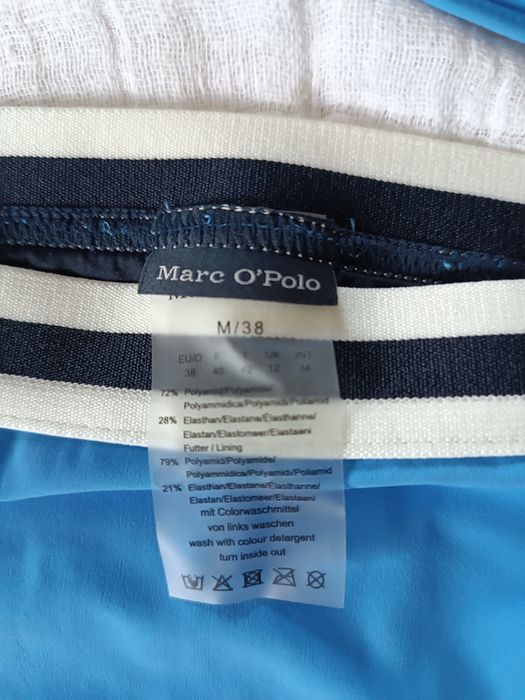 Marc O'Polo
M/38
EU/D F I UK INT
38 40 42 12 M
72% Polyamid/Polyamide/
Polyammidica/Polyamidi/Poliamid
28% Elasthan/Elastane/Elasthanne/
Elastan/Elastomeer/Elastaani
Futter / Lining
79% Polyamid/Polyamide/
Polyammidica/Polyamidi/Poliamid
21% Elasthan/Elastane/Elasthanne/
Elastan/Elastomeer/Elastaani
mit Colorwaschmittel
von links waschen
wash with colour detergent
turn inside out